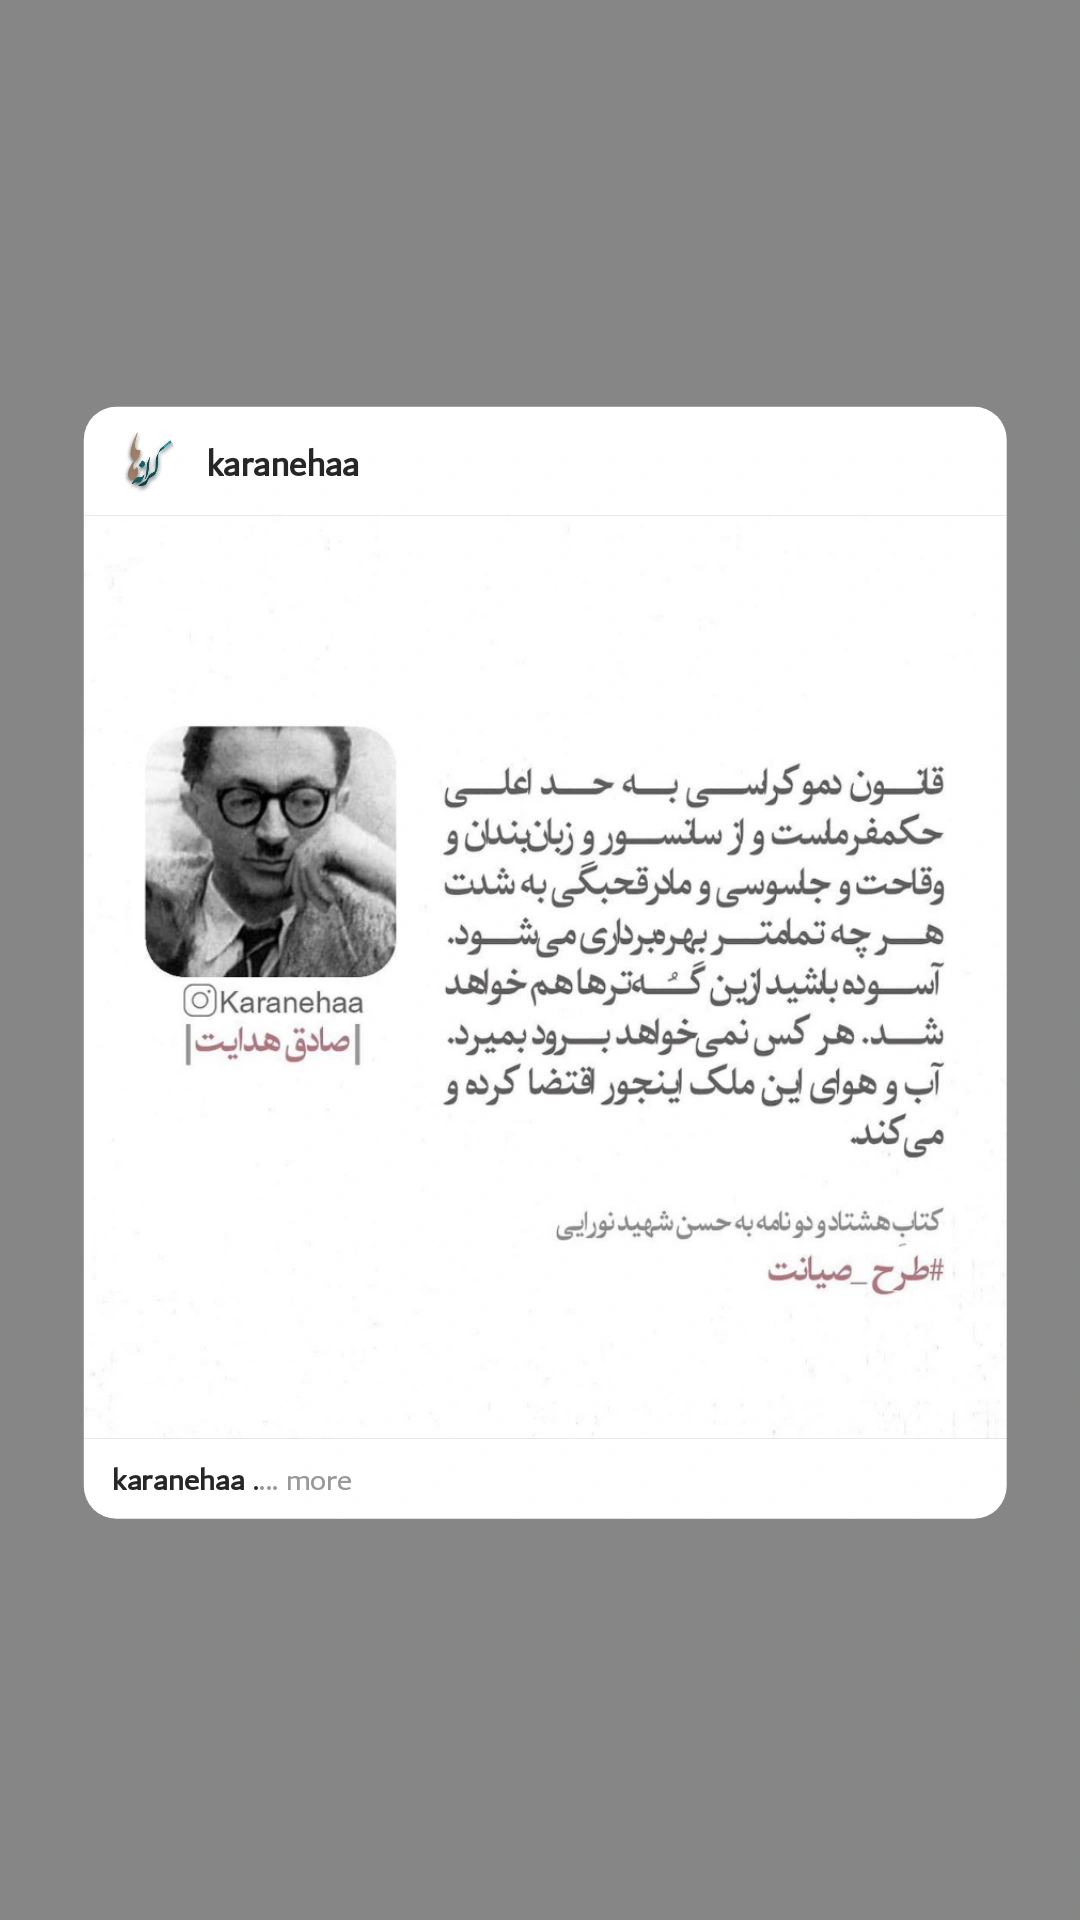 کرانه‌ها
karanehaa
قانون دموکراسی به حد اعلی
حکمفرماست و از سانسور و زبان‌بندان و
وقاحت و جاسوسی و مادرقحبگی به شدت
هر چه تمامتر بهره‌برداری می‌شود.
آسوده باشید ازین گُه‌ترها هم خواهد
شد. هر کس نمی‌خواهد برود بمیرد.
آب و هوای این ملک اینجور اقتضا کرده و
می‌کند.
کتابِ هشتاد و دو نامه به حسن شهید نورایی
#طرح_صیانت
Karanehaa
|صادق هدایت|
karanehaa .... more